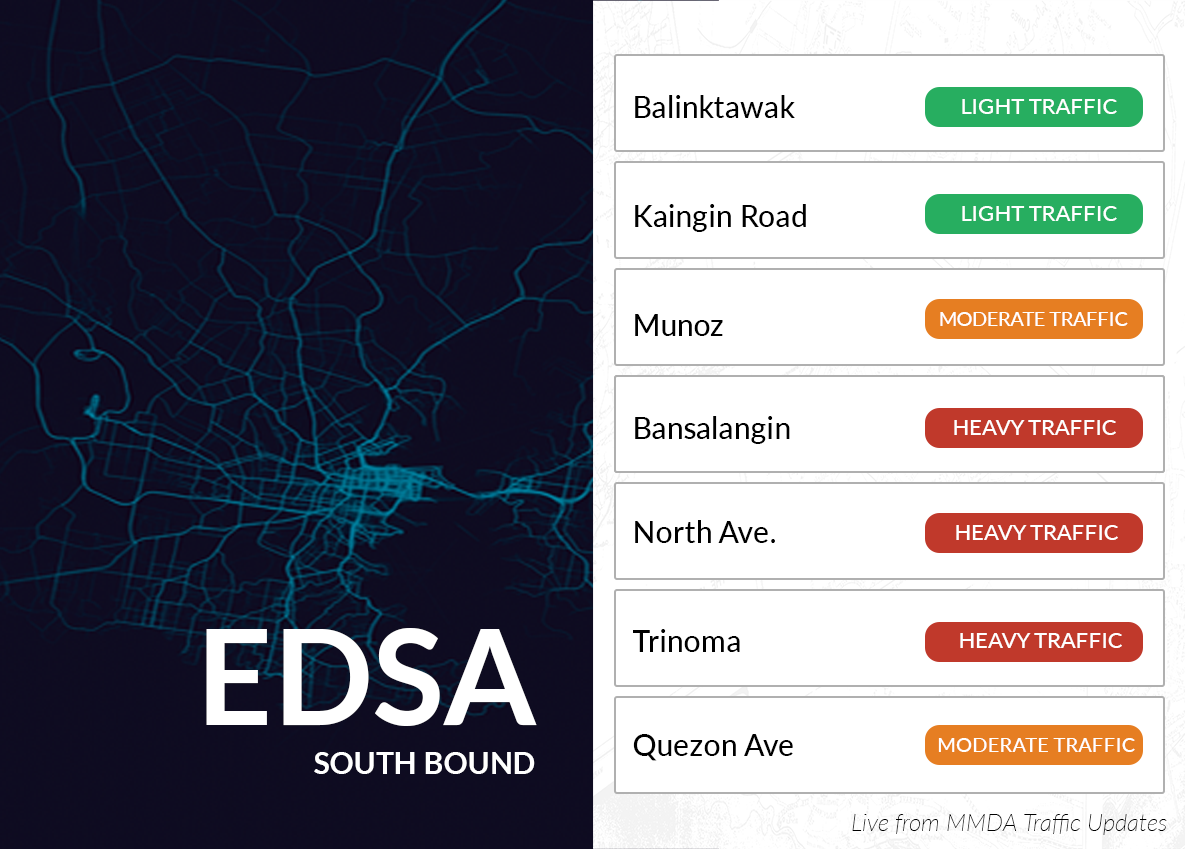 EDSA
SOUTH BOUND
Balinktawak LIGHT TRAFFIC
Kaingin Road LIGHT TRAFFIC
Munoz MODERATE TRAFFIC
Bansalangin HEAVY TRAFFIC
North Ave. HEAVY TRAFFIC
Trinoma HEAVY TRAFFIC
Quezon Ave MODERATE TRAFFIC
Live from MMDA Traffic Updates